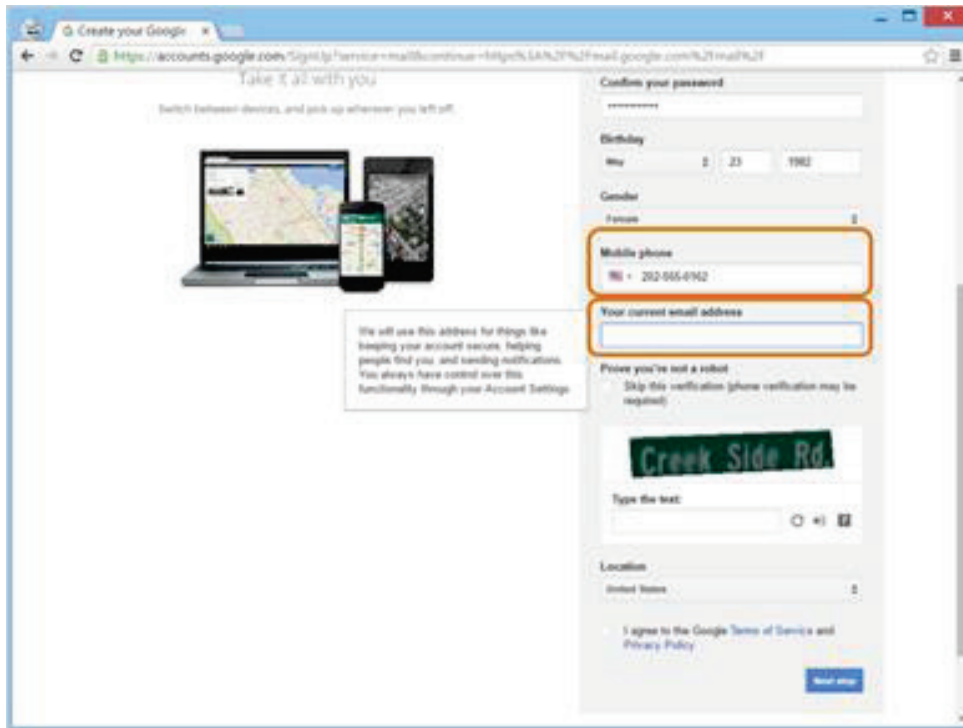 Create your Google
https://accounts.google.com/SignUp?service=mail&continue=https%3A%2F%2Fmail.google.com%2Fmail%2F
Take it all with you
Switch between devices, and pick up wherever you left off.
Confirm your password
Birthday
May 23 1982
Gender
Female
Mobile phone
202-555-0162
Your current email address
We will use this address for things like
keeping your account secure, helping
people find you, and sending notifications.
You always have control over this
functionality through your Account Settings
Prove you're not a robot
Skip this verification (phone verification may be
required)
Creek Side Rd.
Type the text:
Location
United States
I agree to the Google Terms of Service and
Privacy Policy
Next step